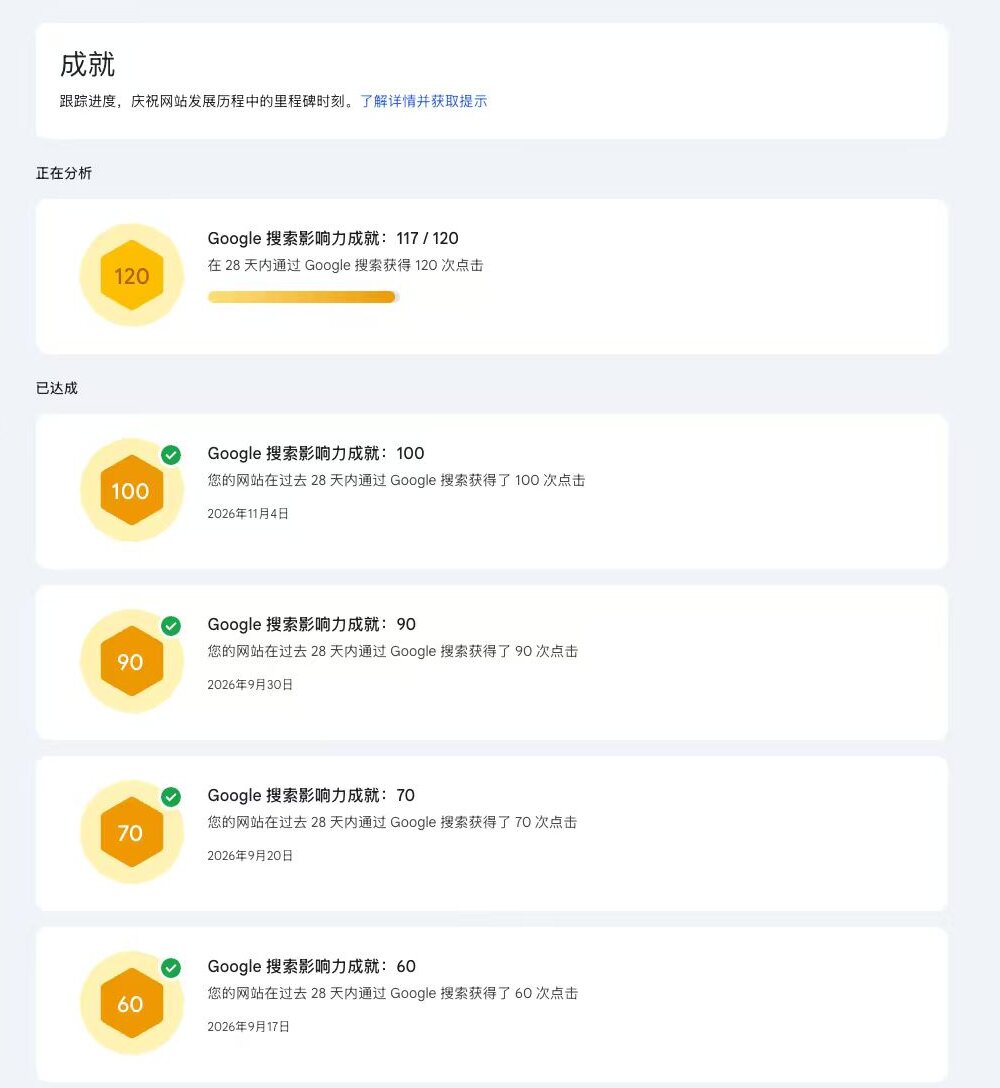 成就
跟踪进度，庆祝网站发展历程中的里程碑时刻。了解详情并获取提示
正在分析
120
Google 搜索影响力成就：117 / 120
在 28 天内通过 Google 搜索获得 120 次点击
已达成
100
Google 搜索影响力成就：100
您的网站在过去 28 天内通过 Google 搜索获得了 100 次点击
2026年11月4日
90
Google 搜索影响力成就：90
您的网站在过去 28 天内通过 Google 搜索获得了 90 次点击
2026年9月30日
70
Google 搜索影响力成就：70
您的网站在过去 28 天内通过 Google 搜索获得了 70 次点击
2026年9月20日
60
Google 搜索影响力成就：60
您的网站在过去 28 天内通过 Google 搜索获得了 60 次点击
2026年9月17日